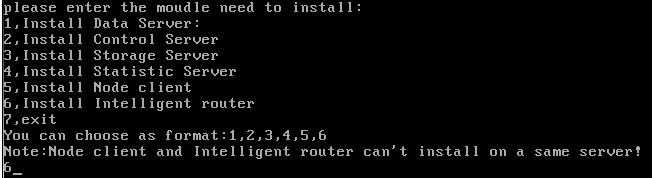 please enter the moudle need to install:
1,Install Data Server:
2,Install Control Server
3,Install Storage Server
4,Install Statistic Server
5,Install Node client
6,Install Intelligent router
7,exit
You can choose as format:1,2,3,4,5,6
Note:Node client and Intelligent router can't install on a same server!
6_